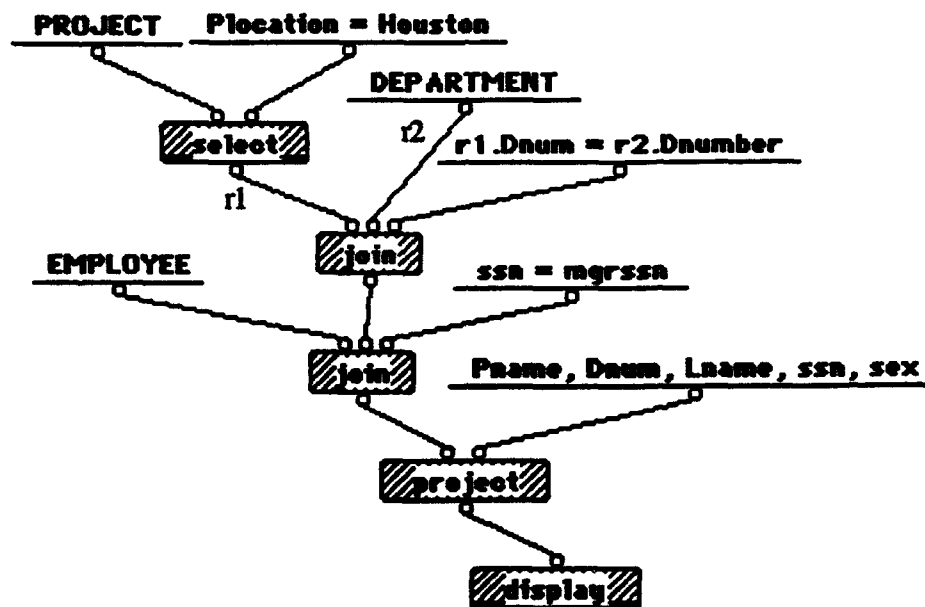 PROJECT
Plocation = Houston
DEPARTMENT
select
r2
r1.Dnum = r2.Dnumber
r1
join
EMPLOYEE
ssn = mgrssn
join
Pname, Dnum, Lname, ssn, sex
project
display